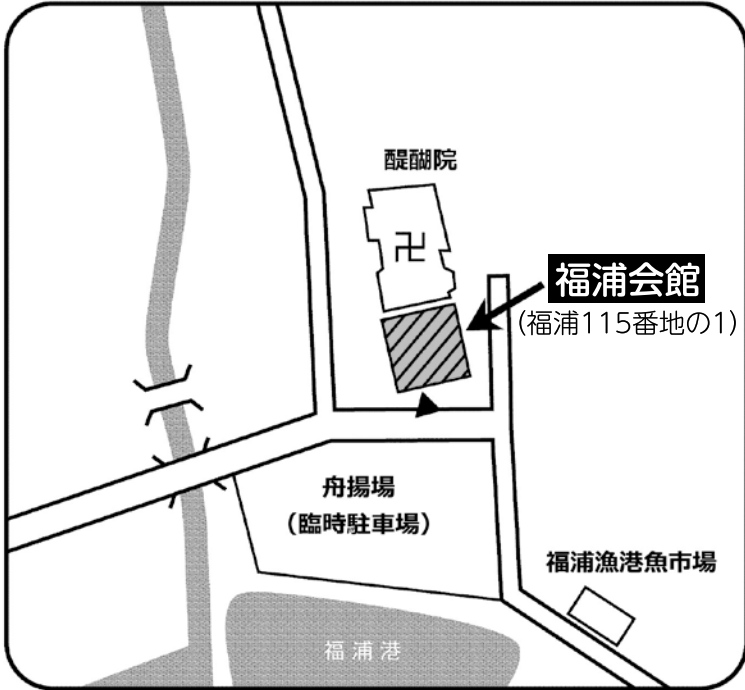 醍醐院
卍
福浦会館
(福浦115番地の1)
舟揚場
(臨時駐車場)
福浦漁港魚市場
福浦港